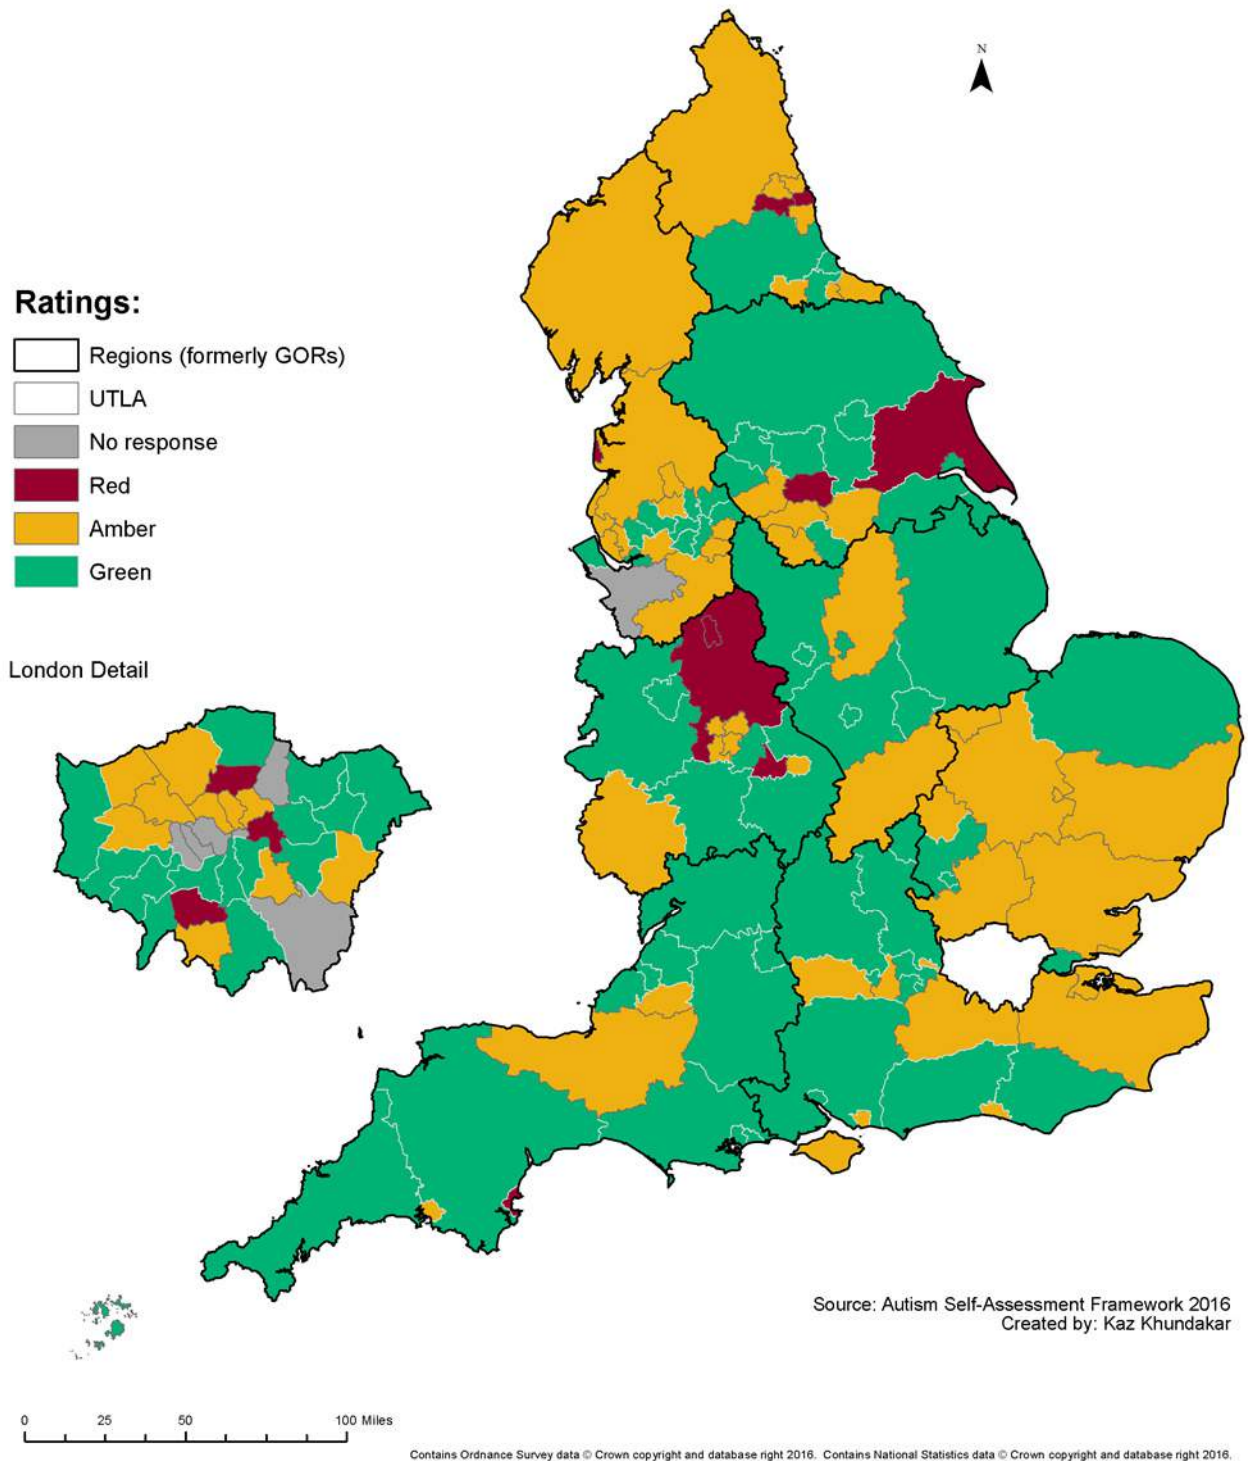 N
Ratings:
Regions (formerly GORs)
UTLA
No response
Red
Amber
Green
London Detail
Source: Autism Self-Assessment Framework 2016
Created by: Kaz Khundakar
0 25 50 100 Miles
Contains Ordnance Survey data © Crown copyright and database right 2016. Contains National Statistics data © Crown copyright and database right 2016.